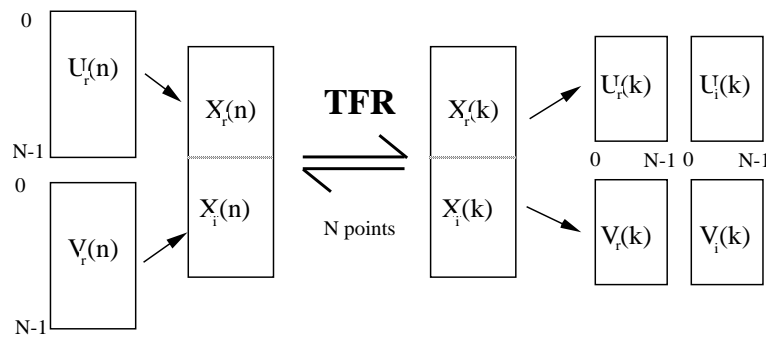 0
U_r(n)
N-1
0
V_r(n)
N-1
X_r(n)
X_i(n)
TFR
N points
X_r(k)
X_i(k)
U_r(k)
U_i(k)
0 N-1 0 N-1
V_r(k)
V_i(k)